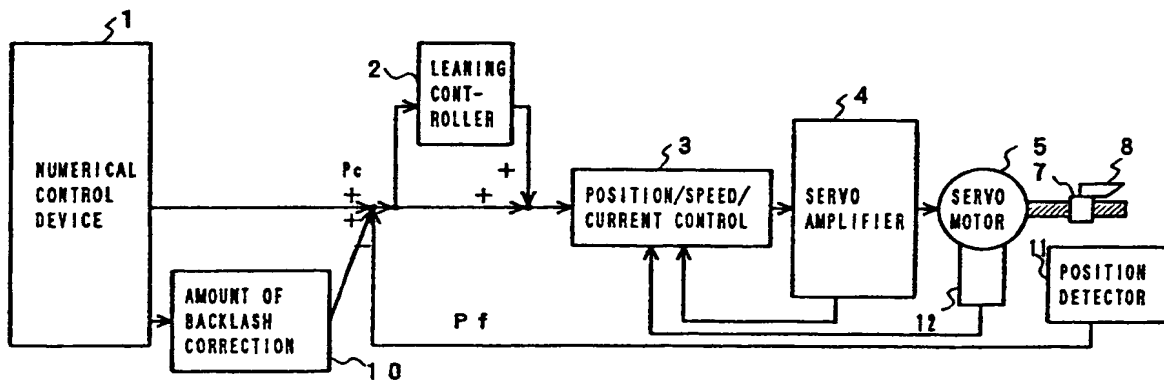 1
NUMERICAL
CONTROL
DEVICE
2
LEANING
CONT-
ROLLER
Pc
+
+
-
+
+
3
POSITION/SPEED/
CURRENT CONTROL
4
SERVO
AMPLIFIER
5
SERVO
MOTOR
7
8
AMOUNT OF
BACKLASH
CORRECTION
10
Pf
12
11
POSITION
DETECTOR